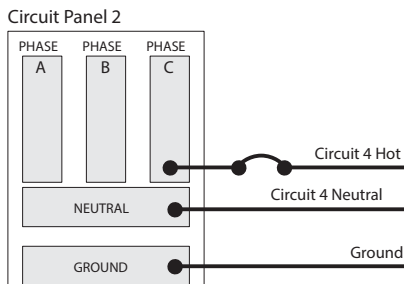 Circuit Panel 2
PHASE PHASE PHASE
A B C
Circuit 4 Hot
Circuit 4 Neutral
NEUTRAL
Ground
GROUND